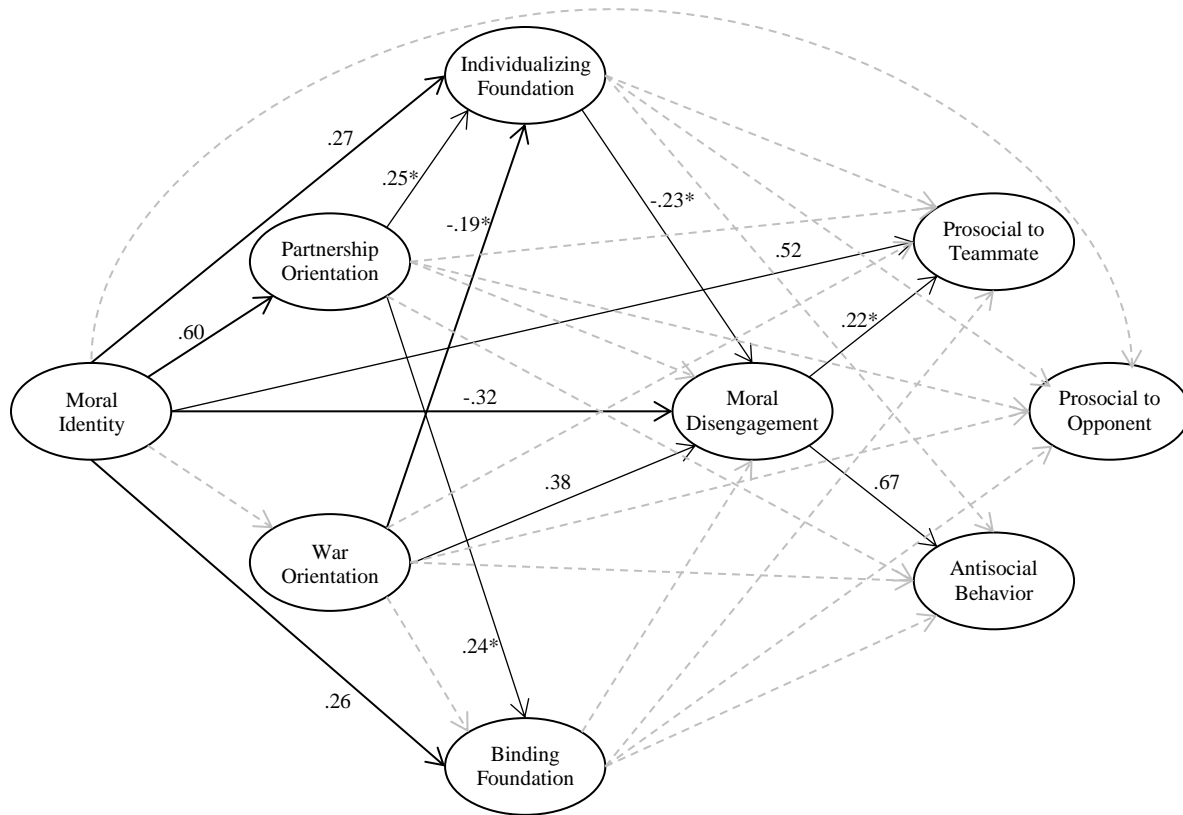 Individualizing
Foundation
.27
.25*
-.19*
-.23*
Partnership
Orientation
Prosocial to
Teammate
.52
.60
.22*
Moral
Identity
-.32
Moral
Disengagement
Prosocial to
Opponent
.38
.67
War
Orientation
Antisocial
Behavior
.24*
.26
Binding
Foundation